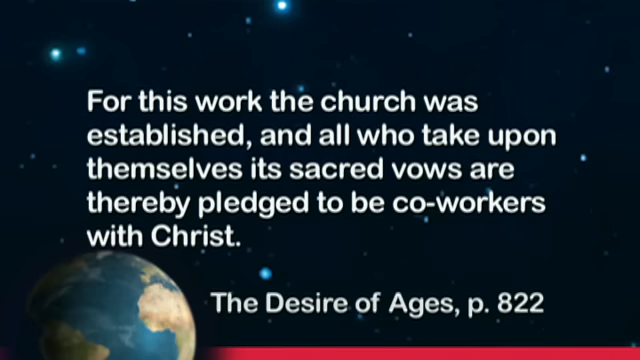 For this work the church was
established, and all who take upon
themselves its sacred vows are
thereby pledged to be co-workers
with Christ.
The Desire of Ages, p. 822